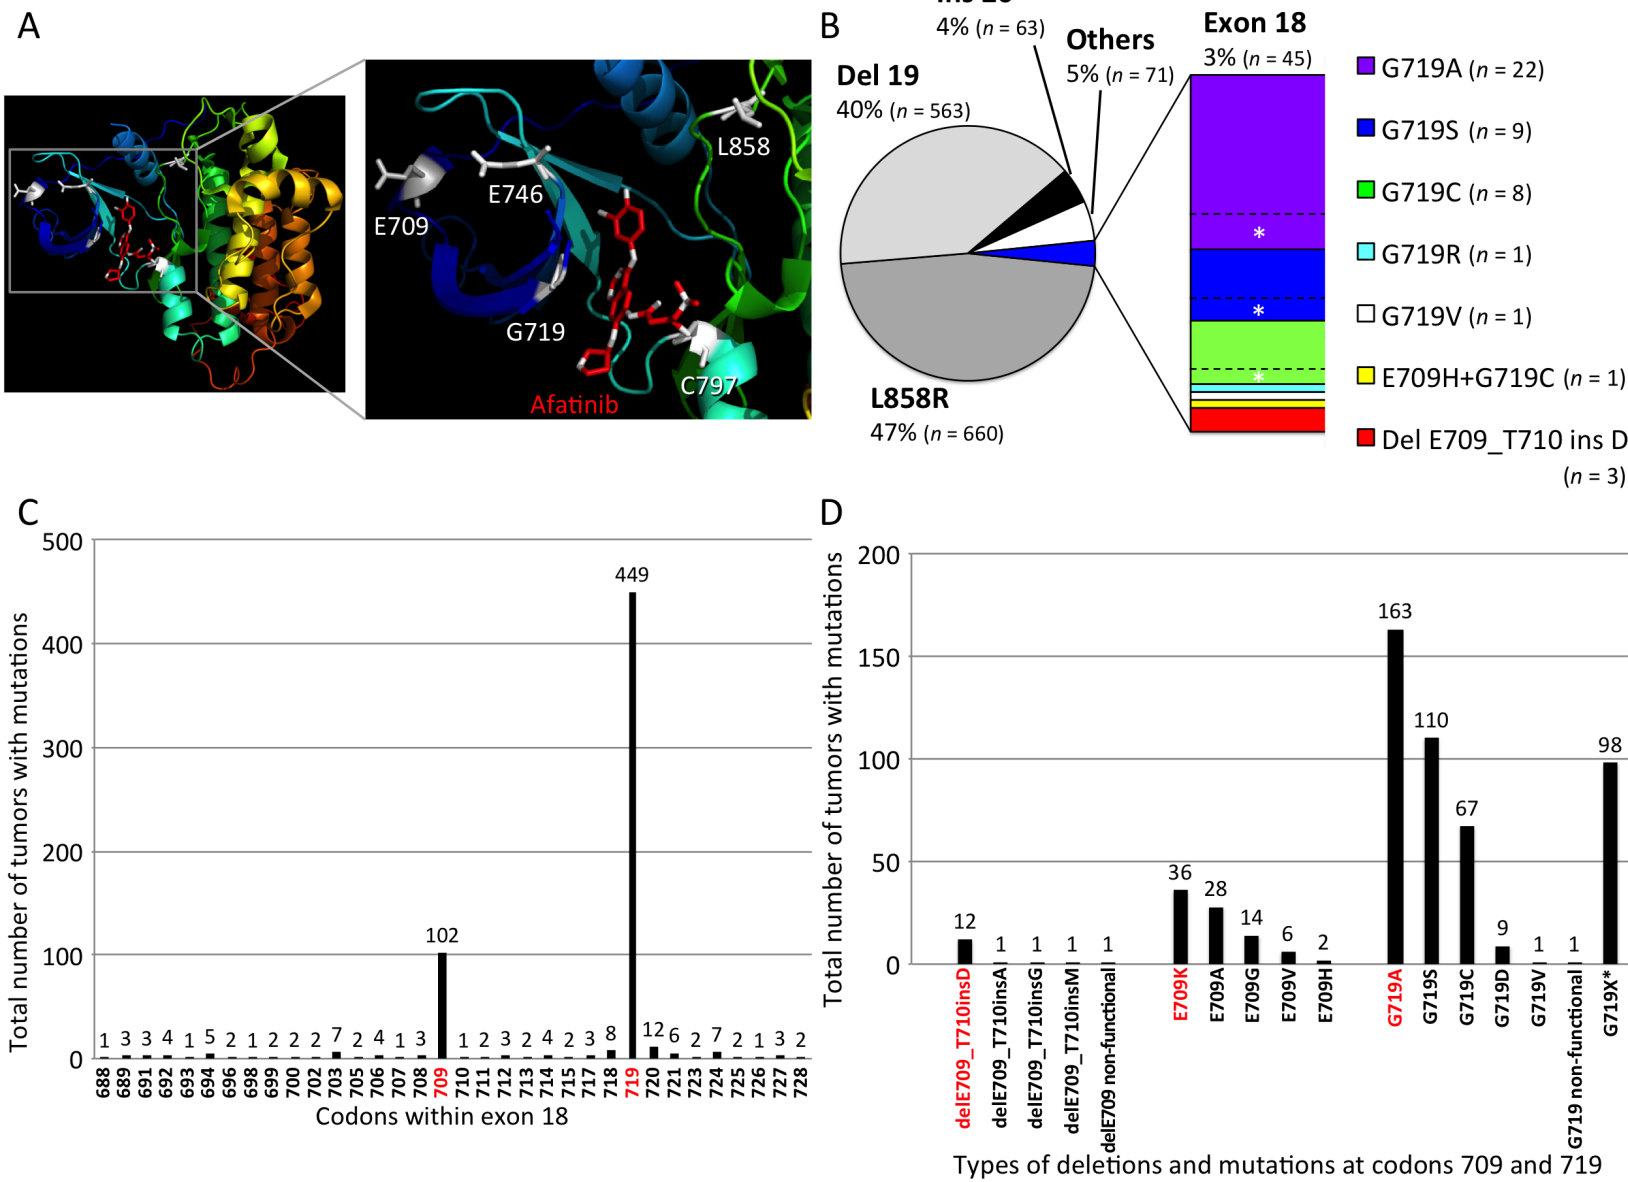 A
E709
E746
L858
G719
C797
Afatinib
B
4% (n = 63)
Others
5% (n = 71)
Del 19
40% (n = 563)
L858R
47% (n = 660)
Exon 18
3% (n = 45)
*
*
*
G719A (n = 22)
G719S (n = 9)
G719C (n = 8)
G719R (n = 1)
G719V (n = 1)
E709H+G719C (n = 1)
Del E709_T710 ins D
(n = 3)
C
Total number of tumors with mutations
500
400
300
200
100
0
1 3 3 4 1 5 2 1 2 2 2 7 2 4 1 3 102 1 2 3 2 4 2 3 8 449 12 6 2 7 2 1 3 2
688 689 691 692 693 694 696 698 699 700 702 703 705 706 707 708 709 710 711 712 713 714 715 717 718 719 720 721 723 724 725 726 727 728
Codons within exon 18
D
Total number of tumors with mutations
200
150
100
50
0
12 1 1 1 1 36 28 14 6 2 163 110 67 9 1 1 98
delE709_T710insD
delE709_T710insA
delE709_T710insG
delE709_T710insM
delE709 non-functional
E709K
E709A
E709G
E709V
E709H
G719A
G719S
G719C
G719D
G719V
G719 non-functional
G719X*
Types of deletions and mutations at codons 709 and 719